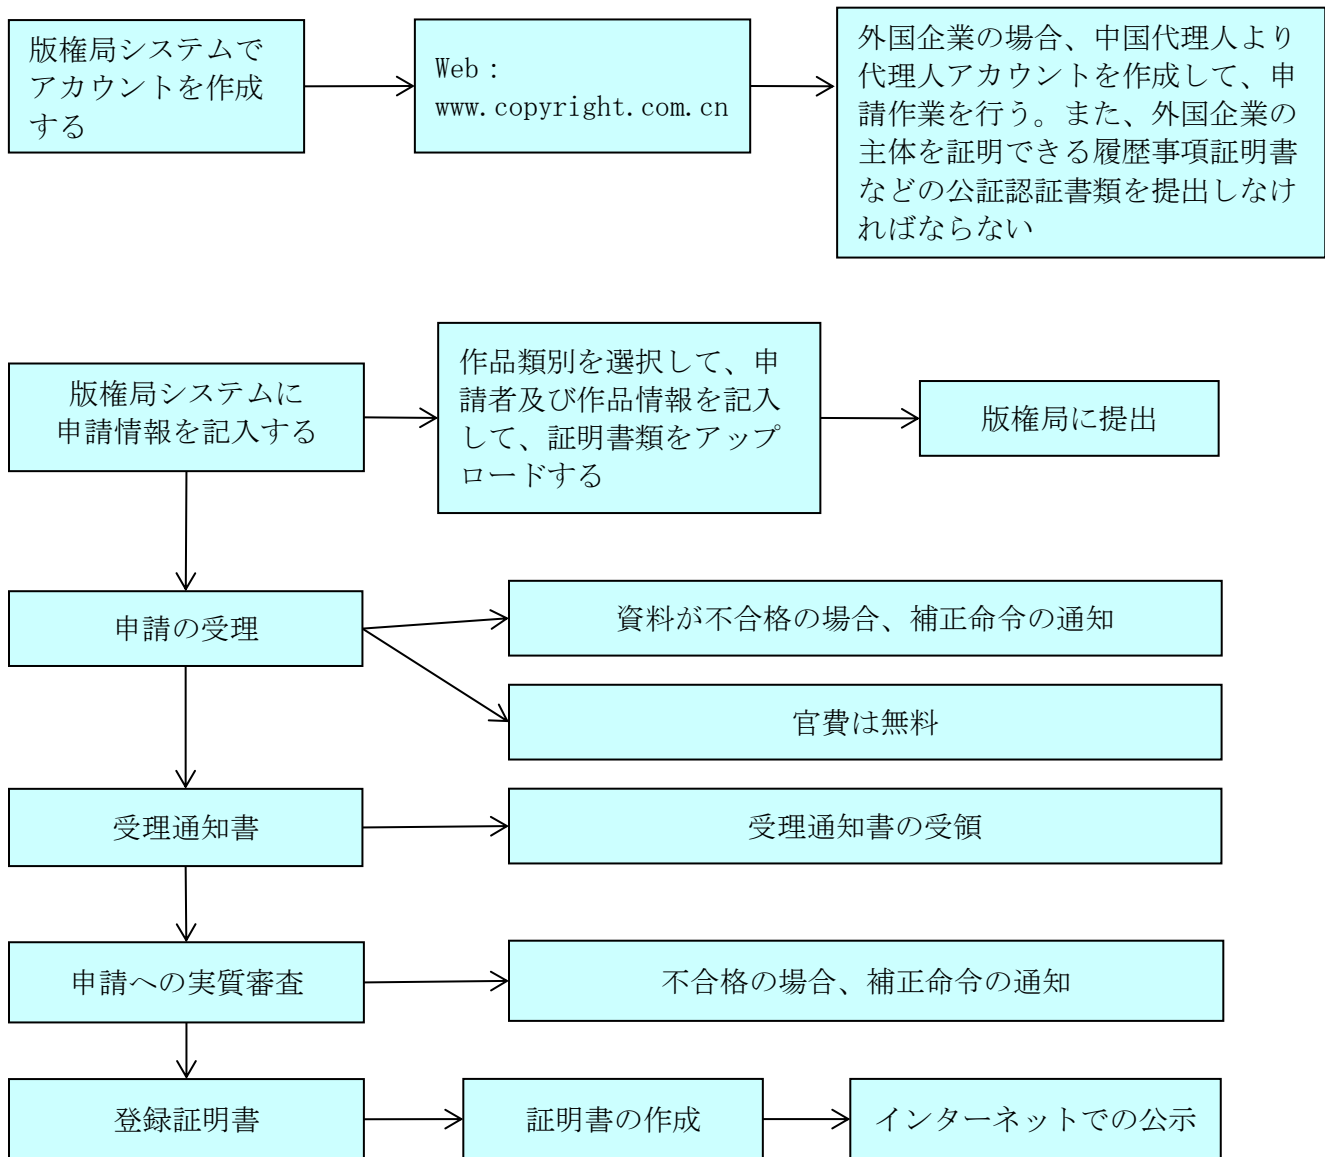 版権局システムで
アカウントを作成
する
Web：
www.copyright.com.cn
外国企業の場合、中国代理人より
代理人アカウントを作成して、申
請作業を行う。また、外国企業の
主体を証明できる履歴事項証明書
などの公証認証書類を提出しなけ
ればならない
版権局システムに
申請情報を記入する
作品類別を選択して、申
請者及び作品情報を記入
して、証明書類をアップ
ロードする
版権局に提出
申請の受理
資料が不合格の場合、補正命令の通知
官費は無料
受理通知書
受理通知書の受領
申請への実質審査
不合格の場合、補正命令の通知
登録証明書
証明書の作成
インターネットでの公示